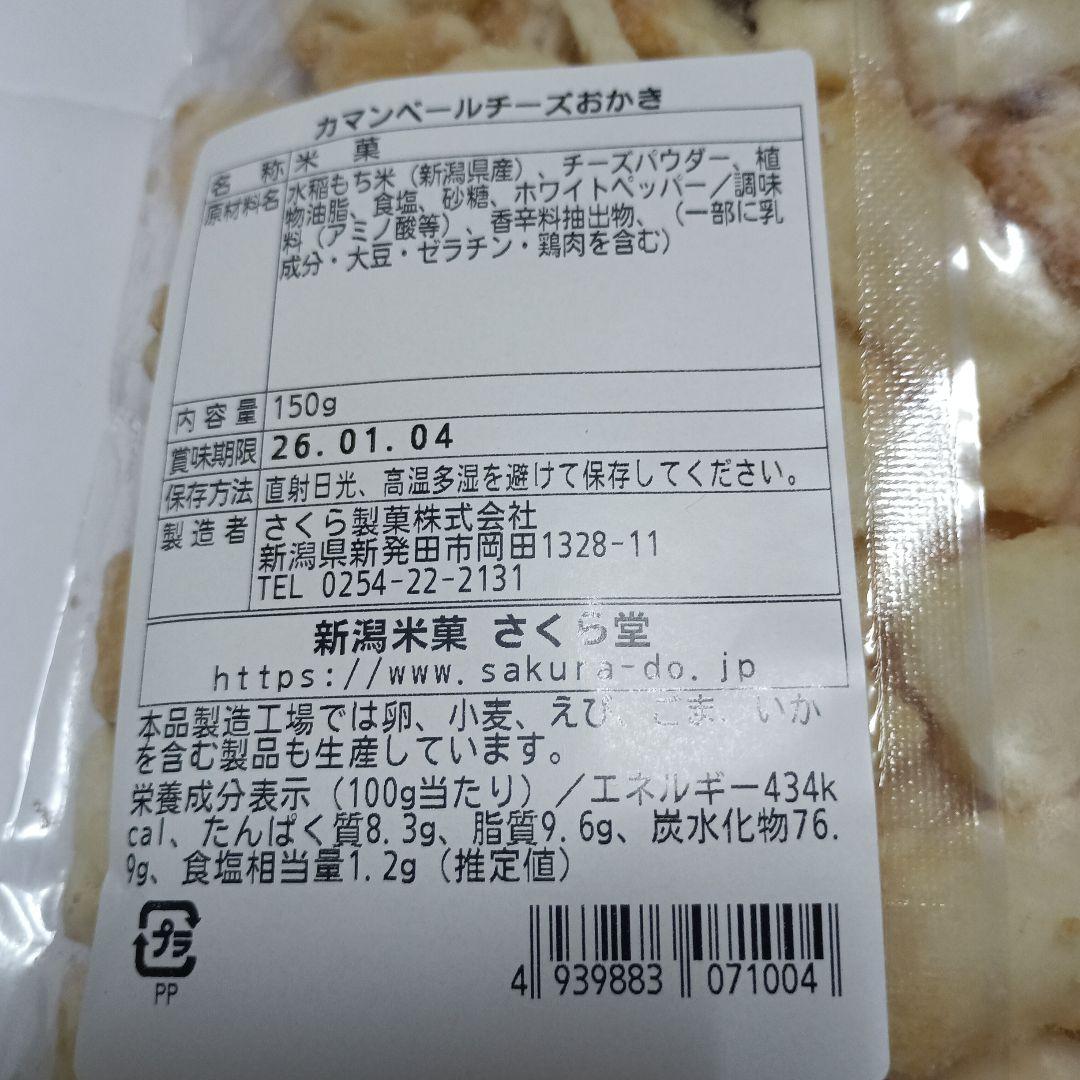 カマンベールチーズおかき
名称 米菓
原材料名 水稲もち米（新潟県産）、チーズパウダー、植
物油脂、食塩、砂糖、ホワイトペッパー／調味
料（アミノ酸等）、香辛料抽出物、（一部に乳
成分・大豆・ゼラチン・鶏肉を含む）
内容量 150g
賞味期限 26.01.04
保存方法 直射日光、高温多湿を避けて保存してください。
製造者 さくら製菓株式会社
新潟県新発田市岡田1328-11
TEL 0254-22-2131
新潟米菓 さくら堂
https://www.sakura-do.jp
本品製造工場では卵、小麦、えび、ごま、いか
を含む製品も生産しています。
栄養成分表示（100g当たり）／エネルギー434k
cal、たんぱく質8.3g、脂質9.6g、炭水化物76.
9g、食塩相当量1.2g（推定値）
プラ
PP
4 939883 071004